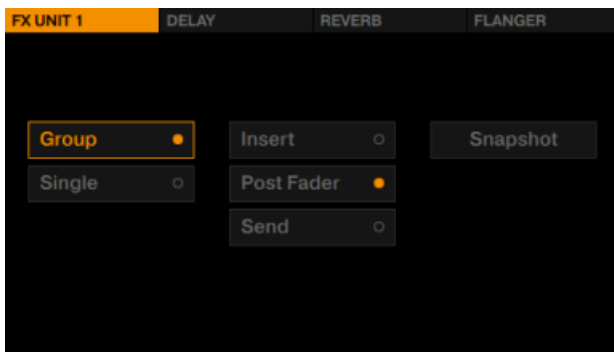 FX UNIT 1 DELAY REVERB FLANGER
Group Insert Snapshot
Single Post Fader
Send